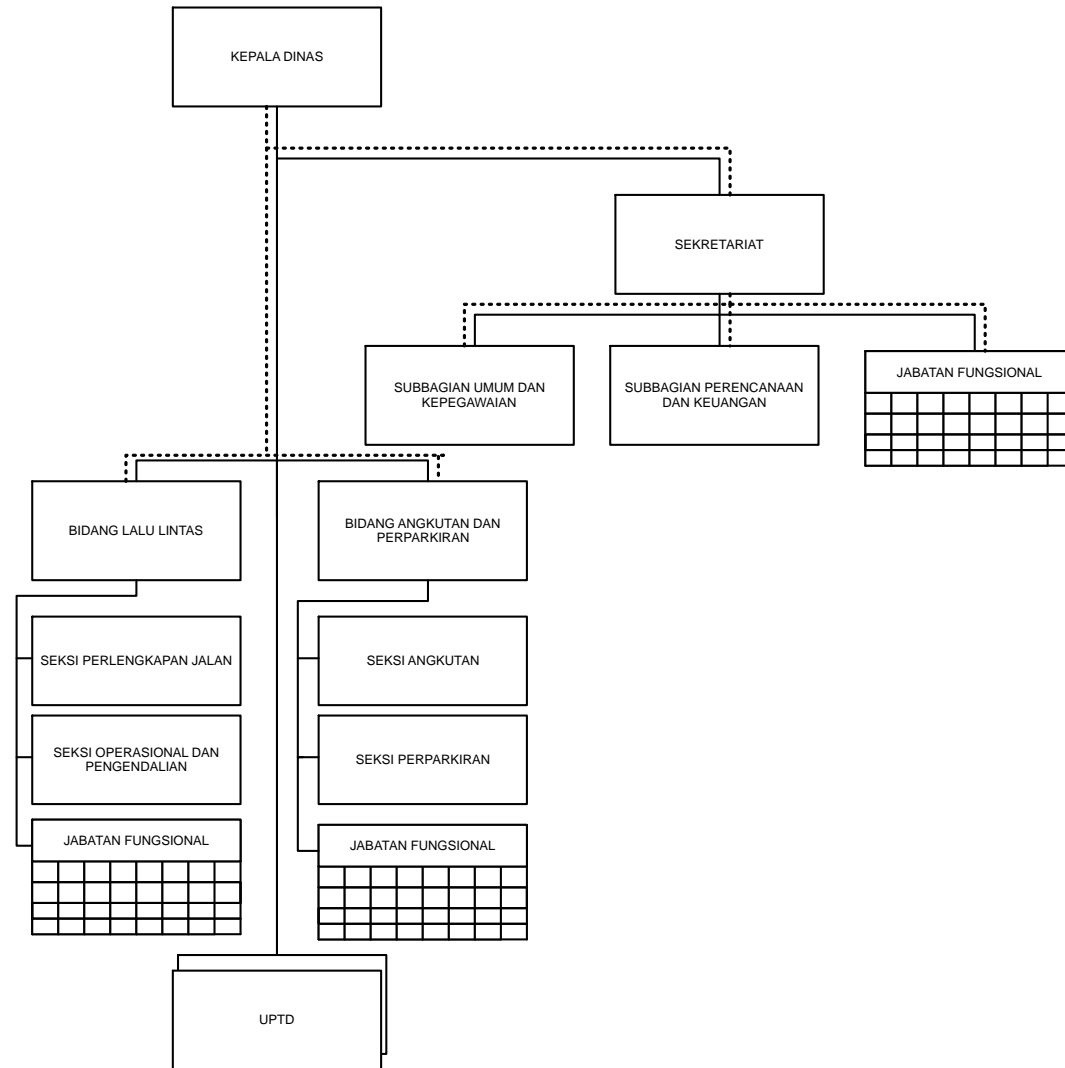 KEPALA DINAS
SEKRETARIAT
SUBBAGIAN UMUM DAN
KEPEGAWAIAN
SUBBAGIAN PERENCANAAN
DAN KEUANGAN
JABATAN FUNGSIONAL
BIDANG LALU LINTAS
BIDANG ANGKUTAN DAN
PERPARKIRAN
SEKSI PERLENGKAPAN JALAN
SEKSI ANGKUTAN
SEKSI OPERASIONAL DAN
PENGENDALIAN
SEKSI PERPARKIRAN
JABATAN FUNGSIONAL
JABATAN FUNGSIONAL
UPTD